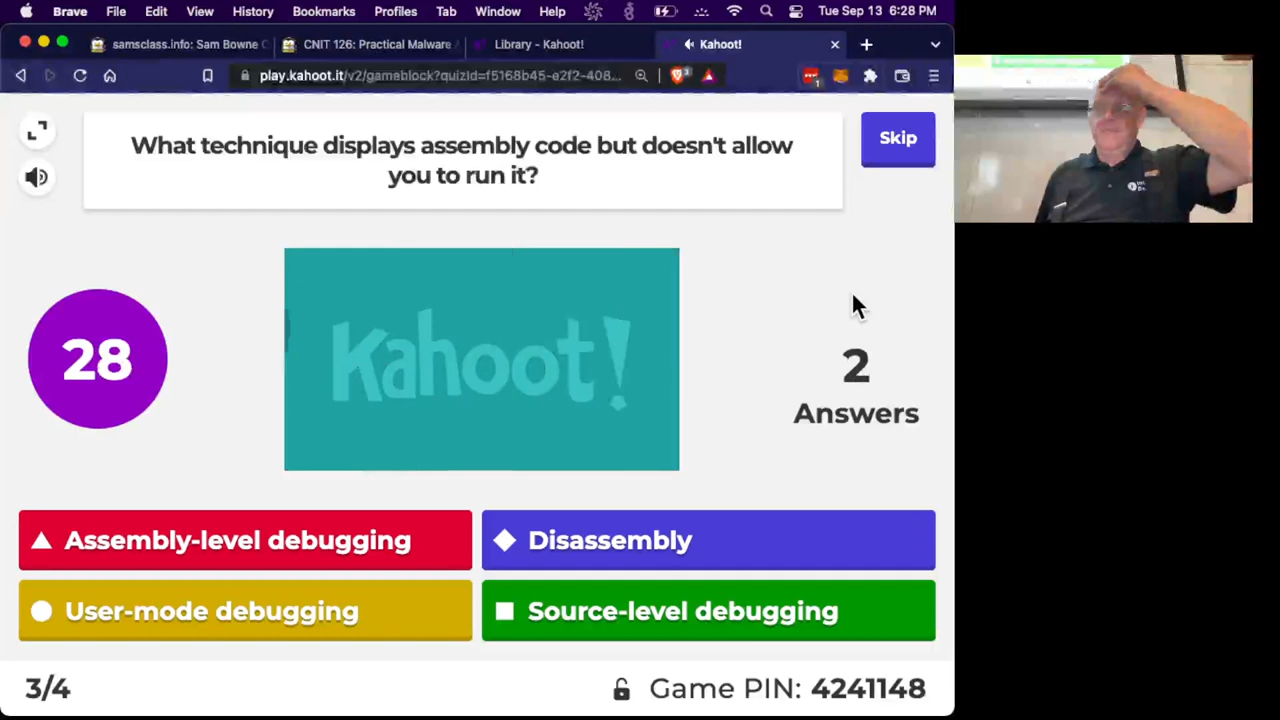 Brave File Edit View History Bookmarks Profiles Tab Window Help Tue Sep 13 6:28 PM
samsclass.info: Sam Bowne C CNIT 126: Practical Malware A Library - Kahoot! Kahoot!
play.kahoot.it/v2/gameblock?quizId=f5168b45-e2f2-408...
What technique displays assembly code but doesn't allow
you to run it?
Skip
28
Kahoot!
2
Answers
Assembly-level debugging
Disassembly
User-mode debugging
Source-level debugging
3/4
Game PIN: 4241148